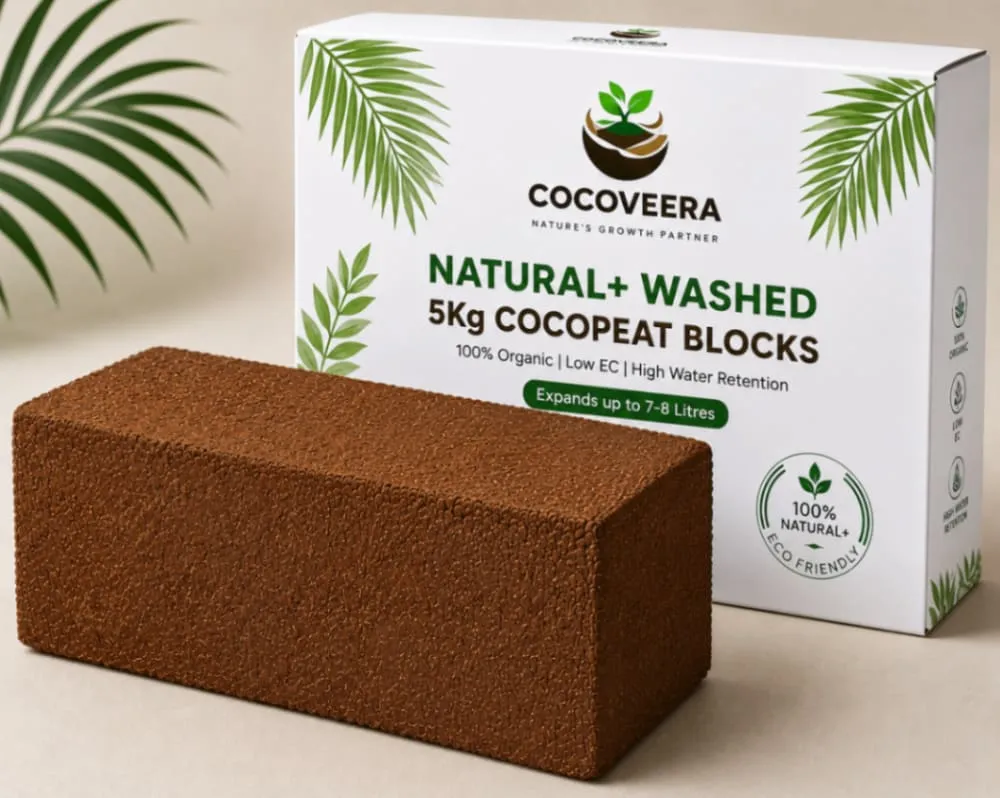 COCOVEERA
COCOVEERA
NATURE'S GROWTH PARTNER
NATURAL+ WASHED
5Kg COCOPEAT BLOCKS
100% Organic | Low EC | High Water Retention
Expands up to 7-8 Litres
100%
NATURAL+
ECO FRIENDLY
100%
ORGANIC
LOW
EC
HIGH WATER
RETENTION